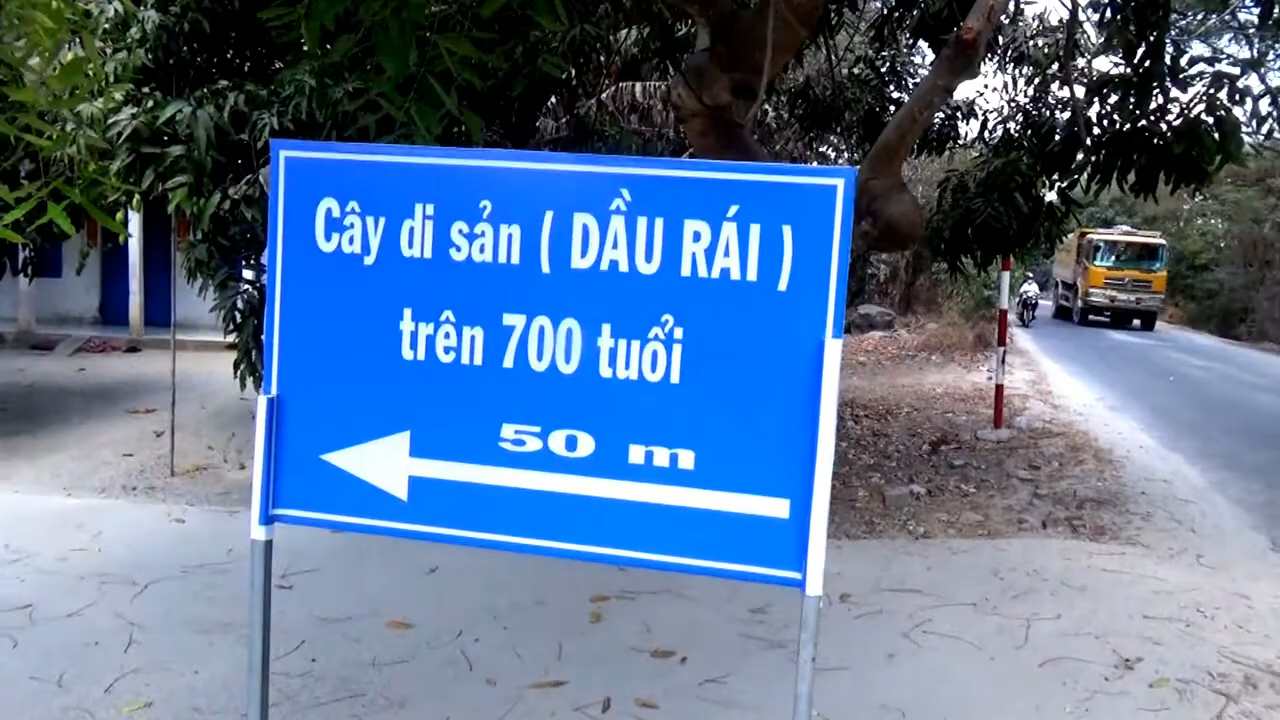 Cây di sản ( DẦU RÁI )
trên 700 tuổi
50 m